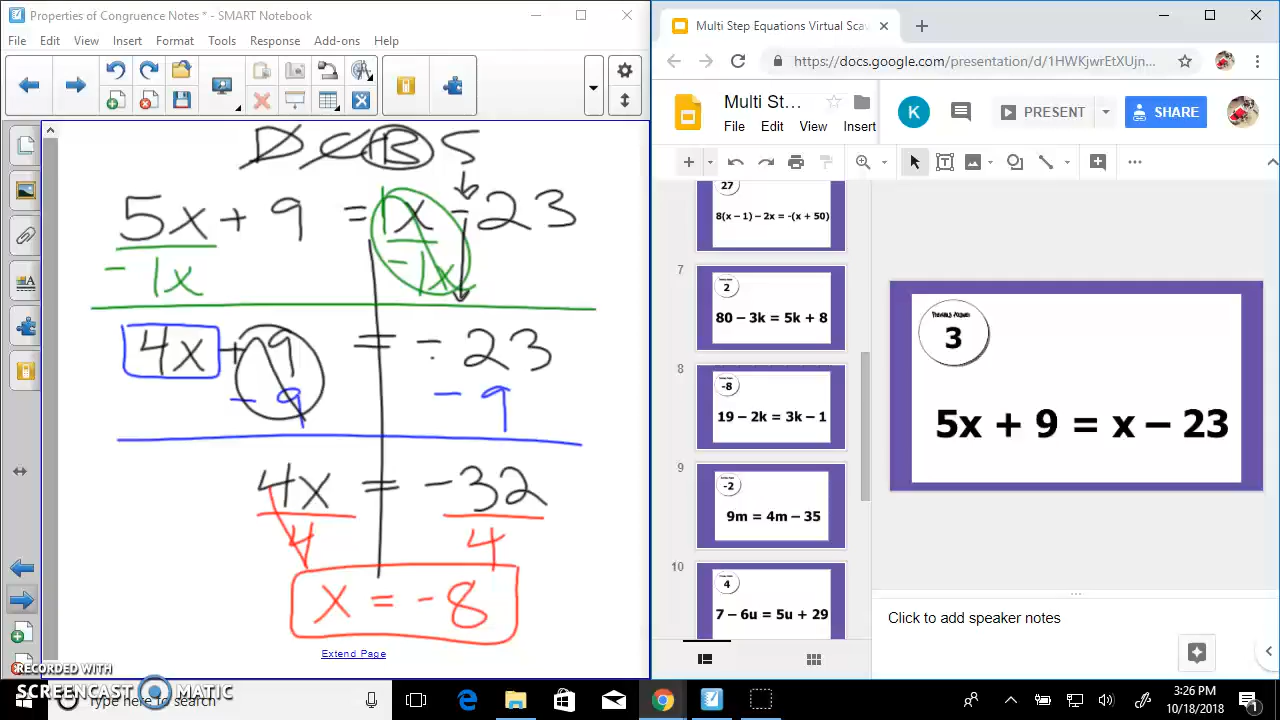 Properties of Congruence Notes * - SMART Notebook
File Edit View Insert Format Tools Response Add-ons Help
D C B S
5x + 9 = 1x - 23
- 1x - 1x
4x + 9 = - 23
- 9 - 9
4x = - 32
4 4
x = - 8
Extend Page
RECORDED WITH
SCREENCAST MATIC
Type here to search
Multi Step Equations Virtual Scav
https://docs.google.com/presentation/d/1HWKjwrEtXUjn...
Multi St...
File Edit View Insert
K
PRESENT
SHARE
27
8(x – 1) – 2x = -(x + 50)
7
2
80 – 3k = 5k + 8
8
-8
19 – 2k = 3k – 1
9
-2
9m = 4m – 35
10
4
7 – 6u = 5u + 29
Previous Answer
3
5x + 9 = x – 23
Click to add speaker notes
3:26 PM
10/18/2018
1